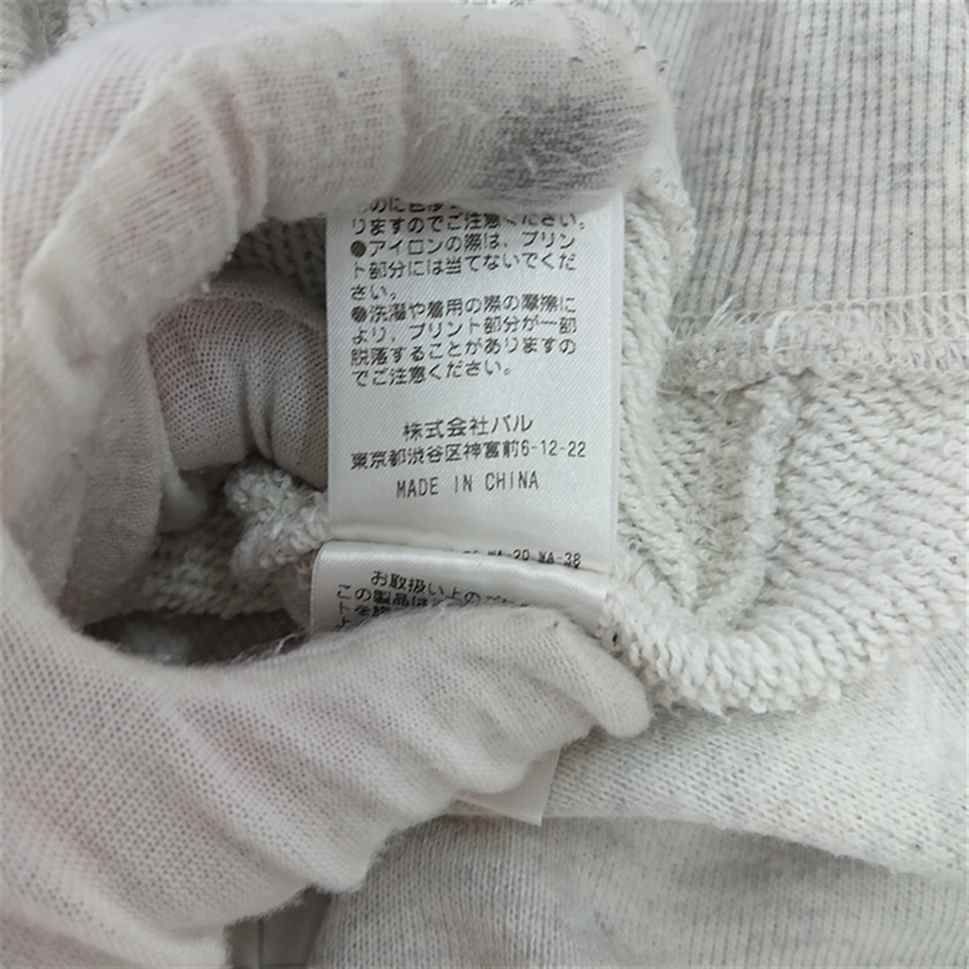 りますのでご注意ください。
●アイロンの際は、プリン
ト部分には当てないでくだ
さい。
●洗濯や着用の際の摩擦に
より、プリント部分が一部
脱落することがありますの
でご注意ください。
株式会社パル
東京都渋谷区神宮前6-12-22
MADE IN CHINA
WA-38
お取扱い上の
この製品は